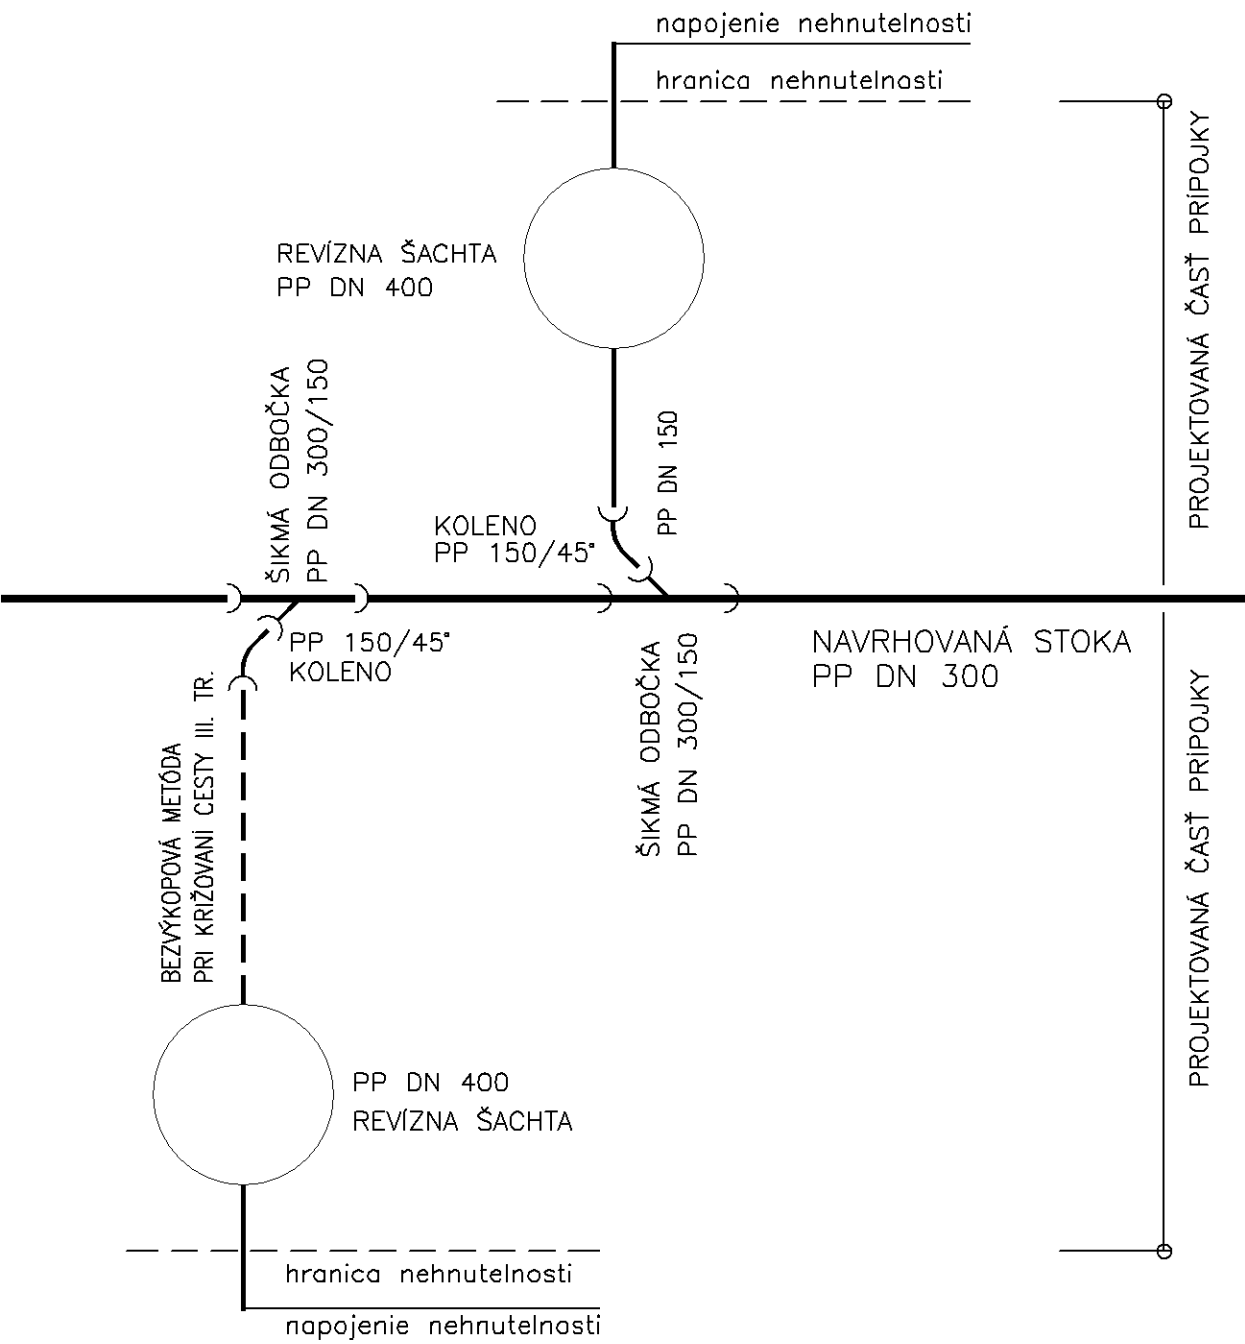 napojenie nehnutelnosti
hranica nehnutelnasti
REVÍZNA ŠACHTA
PP DN 400
PROJEKTOVANÁ ČASŤ PRÍPOJKY
ŠIKMÁ ODBOČKA
PP DN 300/150
PP DN 150
KOLENO
PP 150/45°
PP 150/45°
KOLENO
NAVRHOVANÁ STOKA
PP DN 300
ŠIKMÁ ODBOČKA
PP DN 300/150
BEZVÝKOPOVÁ METÓDA
PRI KRIŽOVANÍ CESTY III. TR.
PROJEKTOVANÁ ČASŤ PRÍPOJKY
PP DN 400
REVÍZNA ŠACHTA
hranica nehnutelnosti
napojenie nehnutelnasti